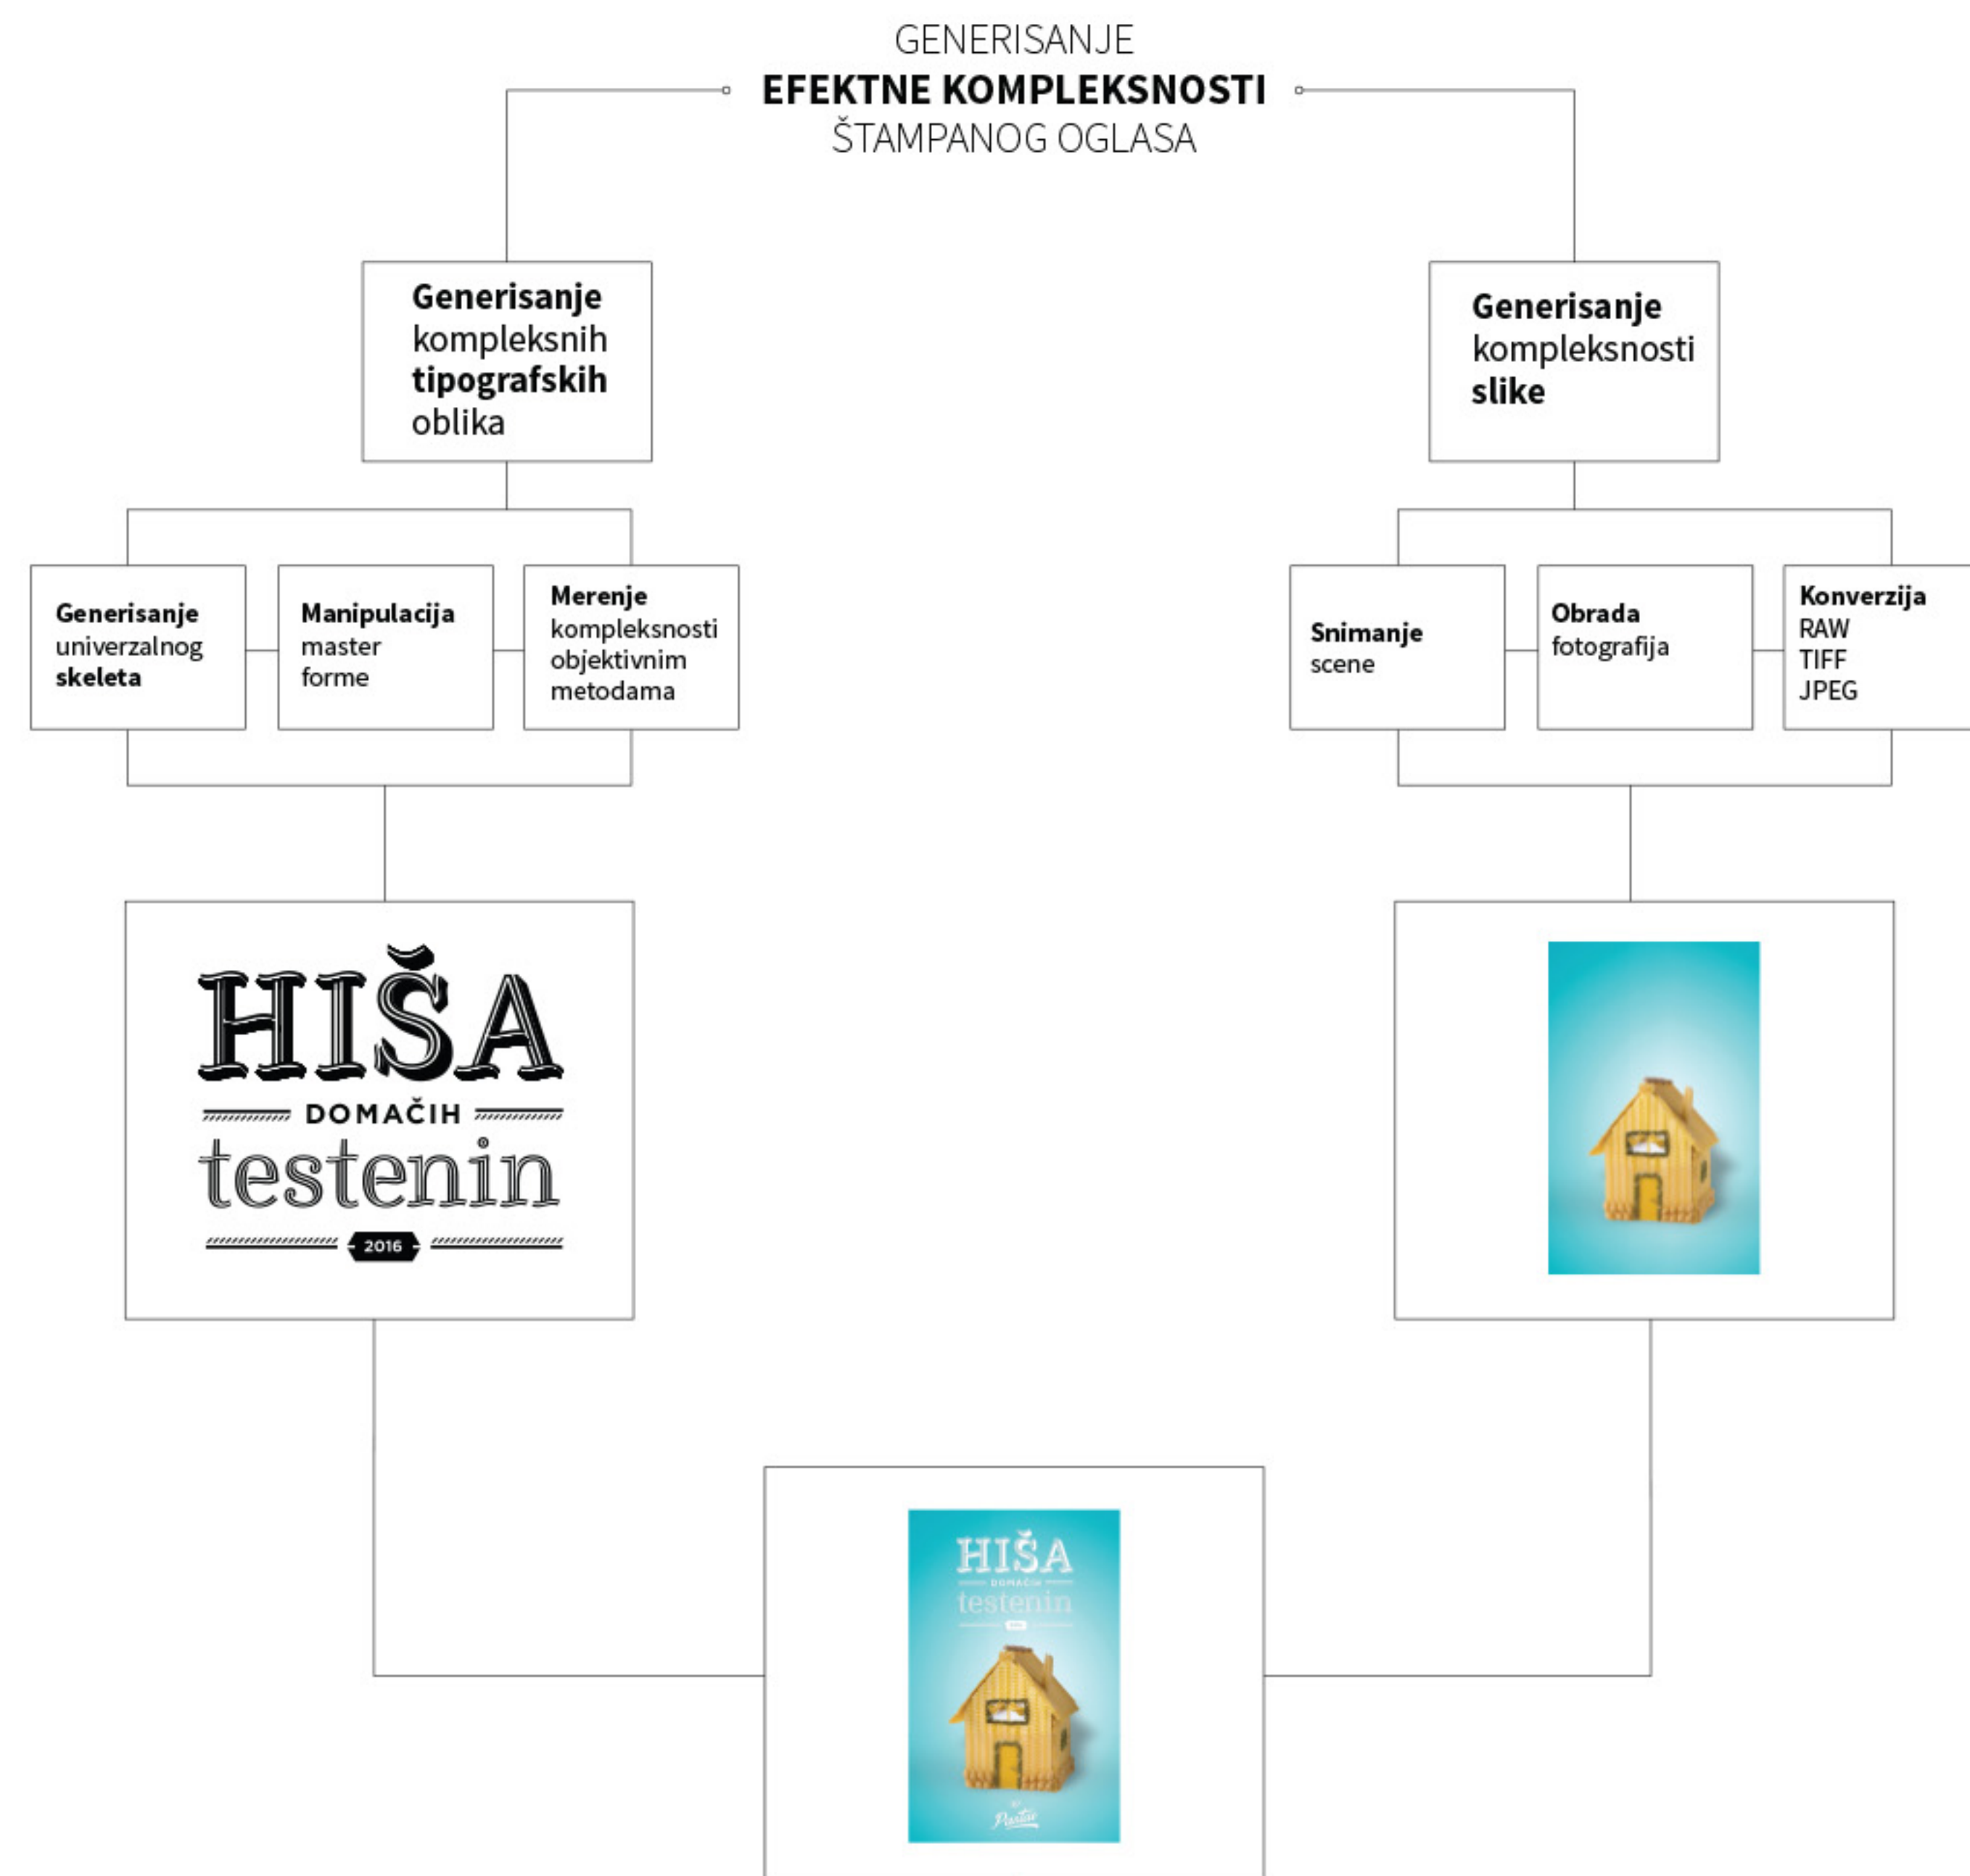 GENERISANJE
EFEKTNE KOMPLEKSNOSTI
ŠTAMPANOG OGLASA
Generisanje
kompleksnih
tipografskih
oblika
Generisanje
kompleksnosti
slike
Generisanje
univerzalnog
skeleta
Manipulacija
master
forme
Merenje
kompleksnosti
objektivnim
metodama
Snimanje
scene
Obrada
fotografija
Konverzija
RAW
TIFF
JPEG
HIŠA
DOMAČIH
testenin
2016
HIŠA
DOMAČIH
testenin